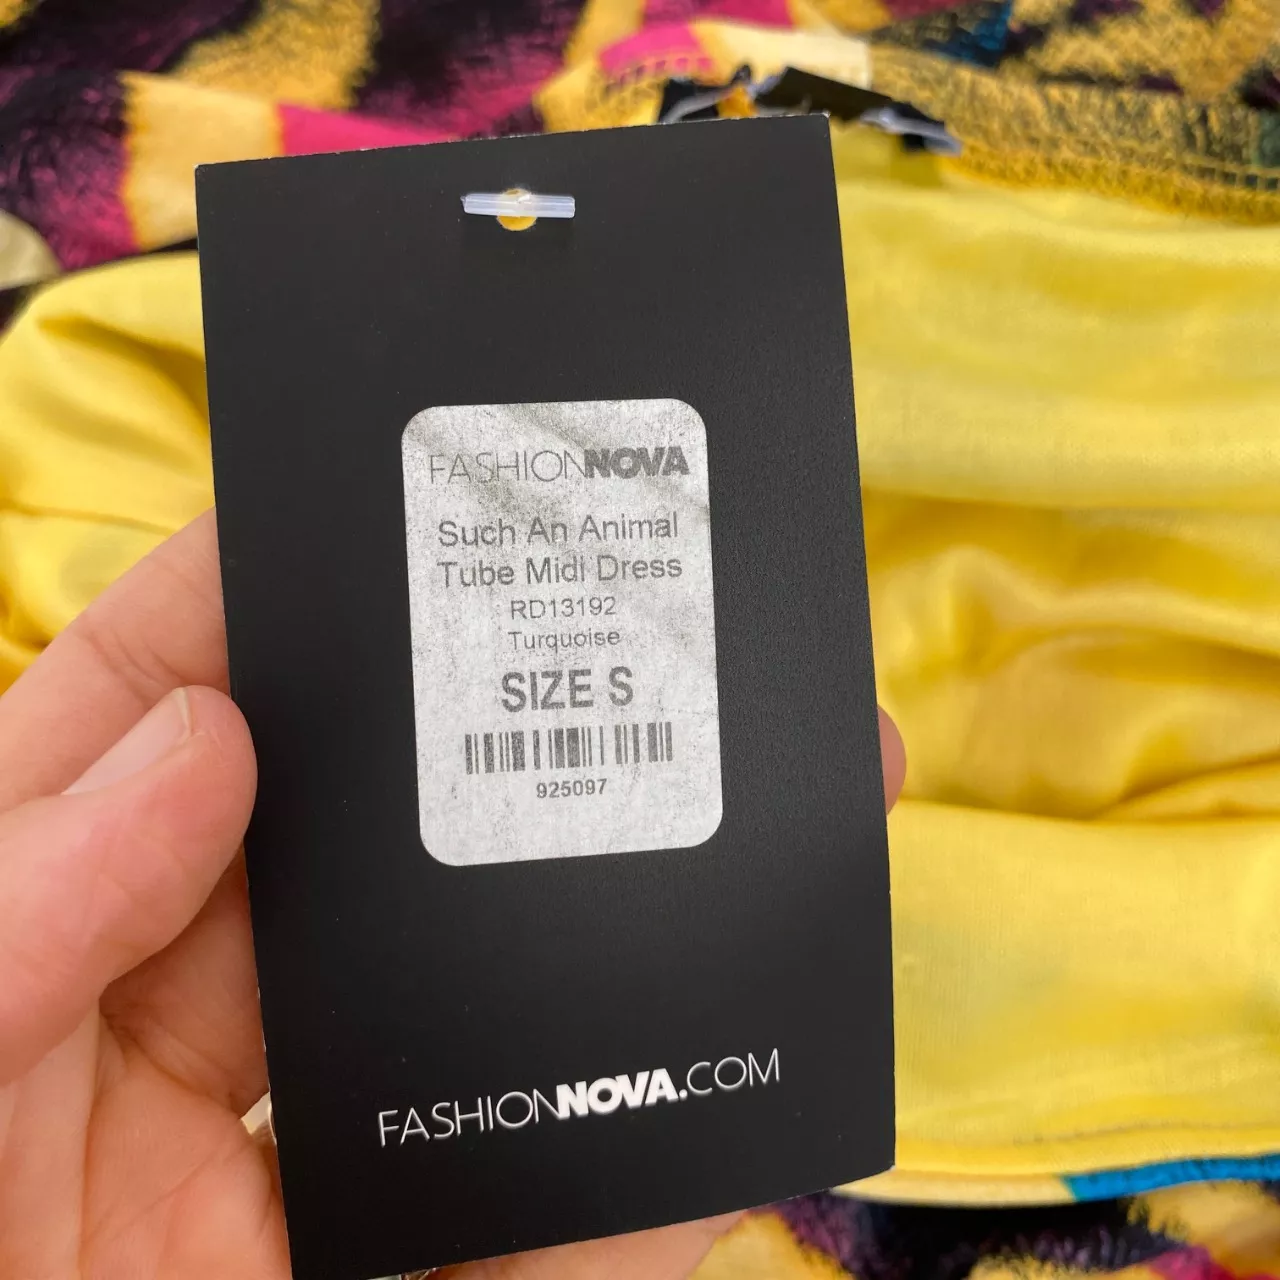 FASHIONNOVA
Such An Animal
Tube Midi Dress
RD13192
Turquoise
SIZE S
925097
FASHIONNOVA.COM